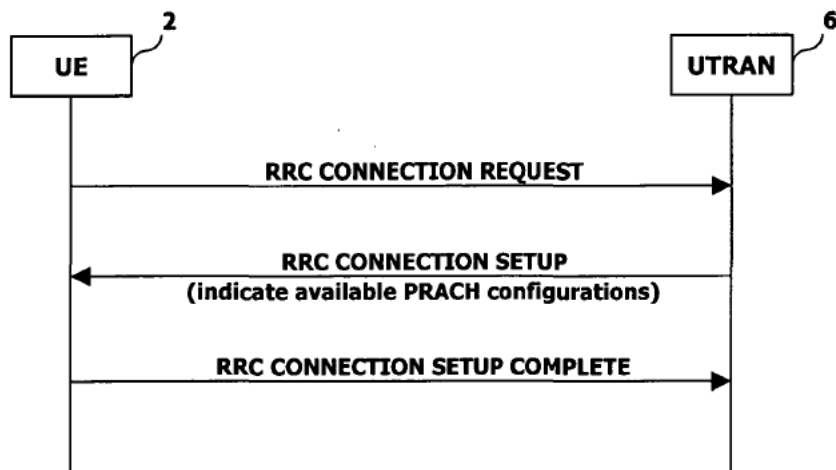 2
6
UE
UTRAN
RRC CONNECTION REQUEST
RRC CONNECTION SETUP
(indicate available PRACH configurations)
RRC CONNECTION SETUP COMPLETE